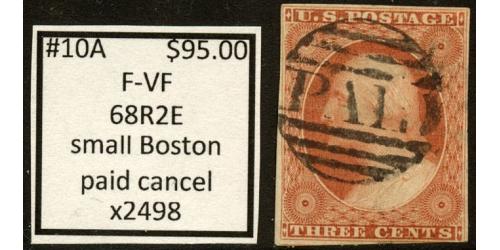 #10A $95.00
F-VF
68R2E
small Boston
paid cancel
x2498
U.S. POSTAGE
PAID
THREE CENTS